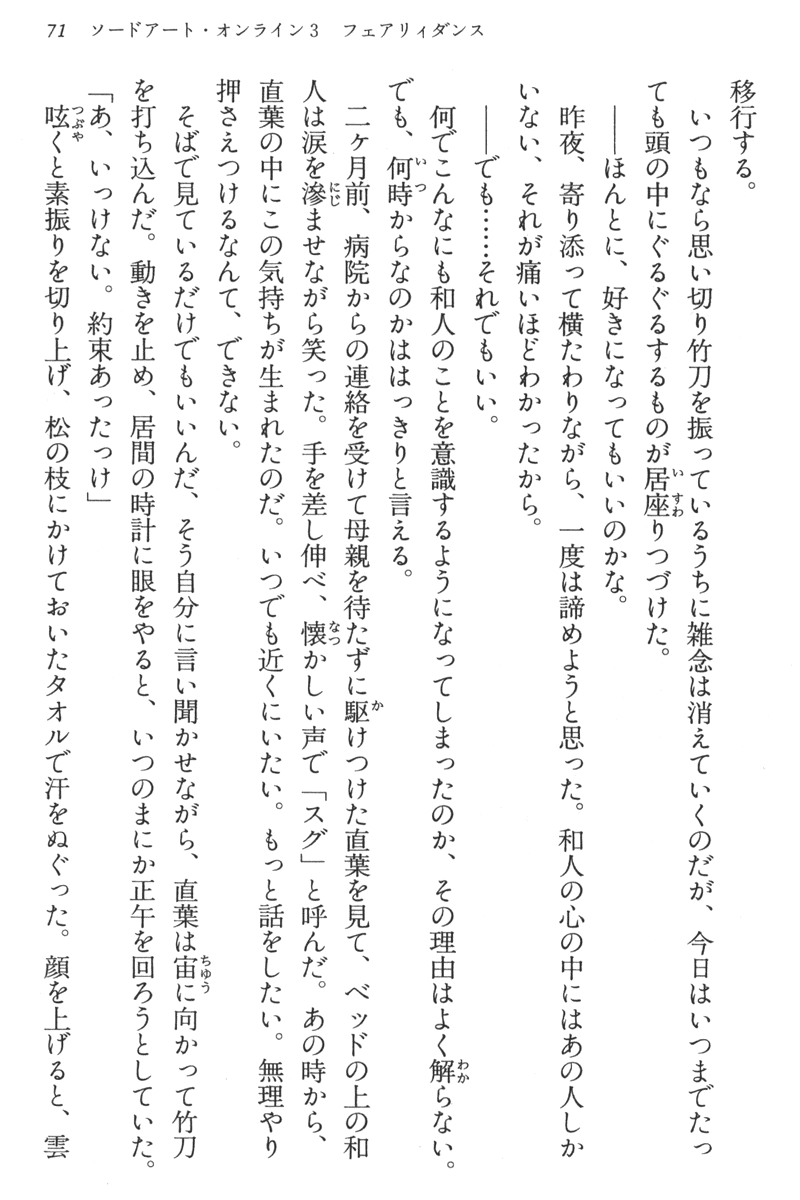 71 ソードアート・オンライン3 フェアリィダンス
移行する。
いつもなら思い切り竹刀を振っているうちに雑念は消えていくのだが、今日はいつまでたっ
ても頭の中にぐるぐるするものが居座りつづけた。
――ほんとに、好きになってもいいのかな。
昨夜、寄り添って横たわりながら、一度は諦めようと思った。和人の心の中にはあの人しか
いない、それが痛いほどわかったから。
――でも……それでもいい。
何でこんなにも和人のことを意識するようになってしまったのか、その理由はよく解らない。
でも、何時からなのかははっきりと言える。
二ヶ月前、病院からの連絡を受けて母親を待たずに駆けつけた直葉を見て、ベッドの上の和
人は涙を滲ませながら笑った。手を差し伸べ、懐かしい声で「スグ」と呼んだ。あの時から、
直葉の中にこの気持ちが生まれたのだ。いつでも近くにいたい。もっと話をしたい。無理やり
押さえつけるなんて、できない。
そばで見ているだけでもいいんだ、そう自分に言い聞かせながら、直葉は宙に向かって竹刀
を打ち込んだ。動きを止め、居間の時計に眼をやると、いつのまにか正午を回ろうとしていた。
「あ、いっけない。約束あったっけ」
呟くと素振りを切り上げ、松の枝にかけておいたタオルで汗をぬぐった。顔を上げると、雲